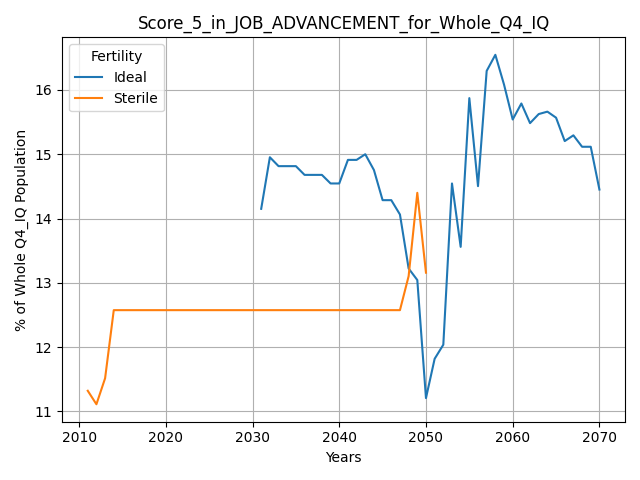 Score_5_in_JOB_ADVANCEMENT_for_Whole_Q4_IQ
Fertility
Ideal
Sterile
% of Whole Q4_IQ Population
16
15
14
13
12
11
2010 2020 2030 2040 2050 2060 2070
Years